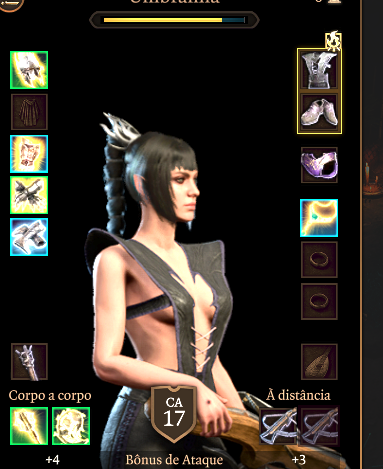 Corpo a corpo
À distância
CA
17
+4
Bônus de Ataque
+3